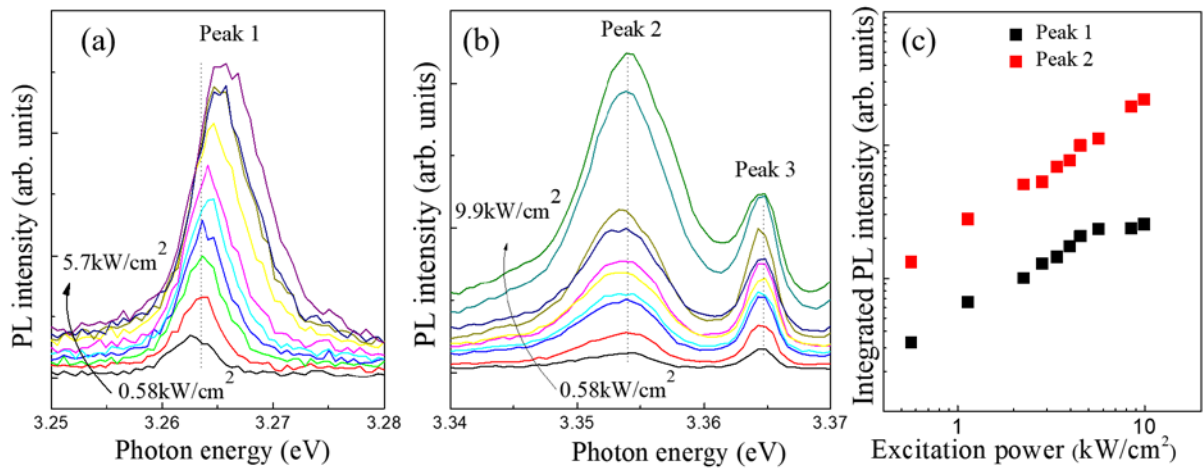 (a)
Peak 1
PL intensity (arb. units)
5.7kW/cm²
0.58kW/cm²
3.25
3.26
3.27
3.28
Photon energy (eV)
(b)
Peak 2
Peak 3
PL intensity (arb. units)
9.9kW/cm²
0.58kW/cm²
3.34
3.35
3.36
3.37
Photon energy (eV)
(c)
Peak 1
Peak 2
Integrated PL intensity (arb. units)
1
10
Excitation power (kW/cm²)